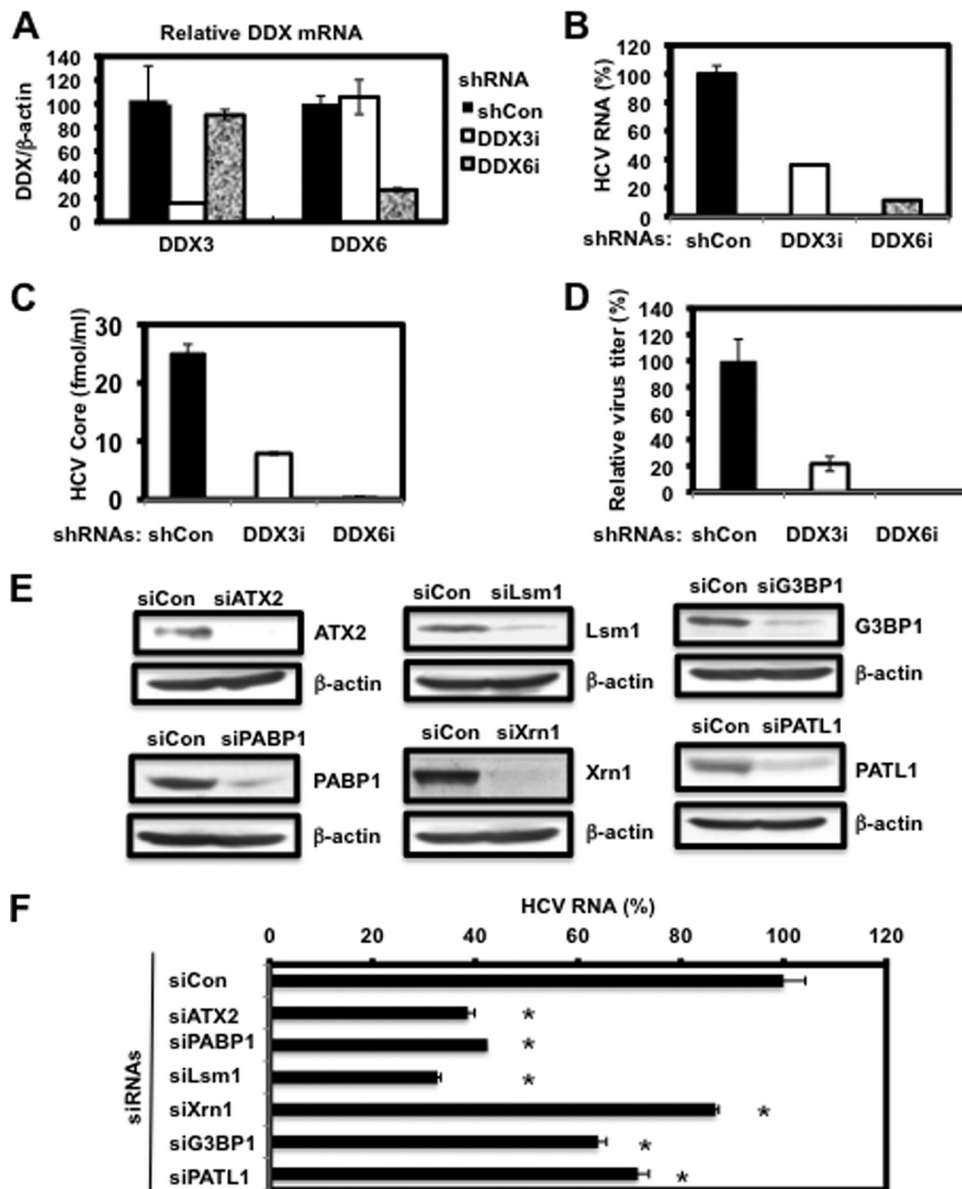 A
Relative DDX mRNA
DDX/β-actin
140
120
100
80
60
40
20
0
DDX3
DDX6
shRNA
shCon
DDX3i
DDX6i
B
HCV RNA (%)
120
100
80
60
40
20
0
shRNAs: shCon DDX3i DDX6i
C
HCV Core (fmol/ml)
30
20
10
0
shRNAs: shCon DDX3i DDX6i
D
Relative virus titer (%)
140
120
100
80
60
40
20
0
shRNAs: shCon DDX3i DDX6i
E
siCon siATX2
ATX2
β-actin
siCon siLsm1
Lsm1
β-actin
siCon siG3BP1
G3BP1
β-actin
siCon siPABP1
PABP1
β-actin
siCon siXrn1
Xrn1
β-actin
siCon siPATL1
PATL1
β-actin
F
HCV RNA (%)
0 20 40 60 80 100 120
siRNAs
siCon
siATX2 *
siPABP1 *
siLsm1 *
siXrn1 *
siG3BP1 *
siPATL1 *